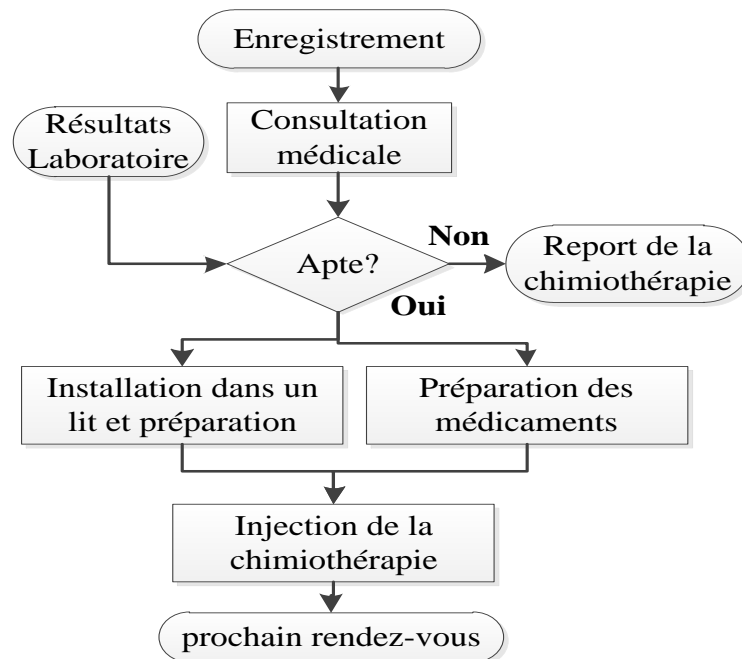 Enregistrement
Consultation
médicale
Résultats
Laboratoire
Apte?
Non
Report de la
chimiothérapie
Oui
Installation dans un
lit et préparation
Préparation des
médicaments
Injection de la
chimiothérapie
prochain rendez-vous